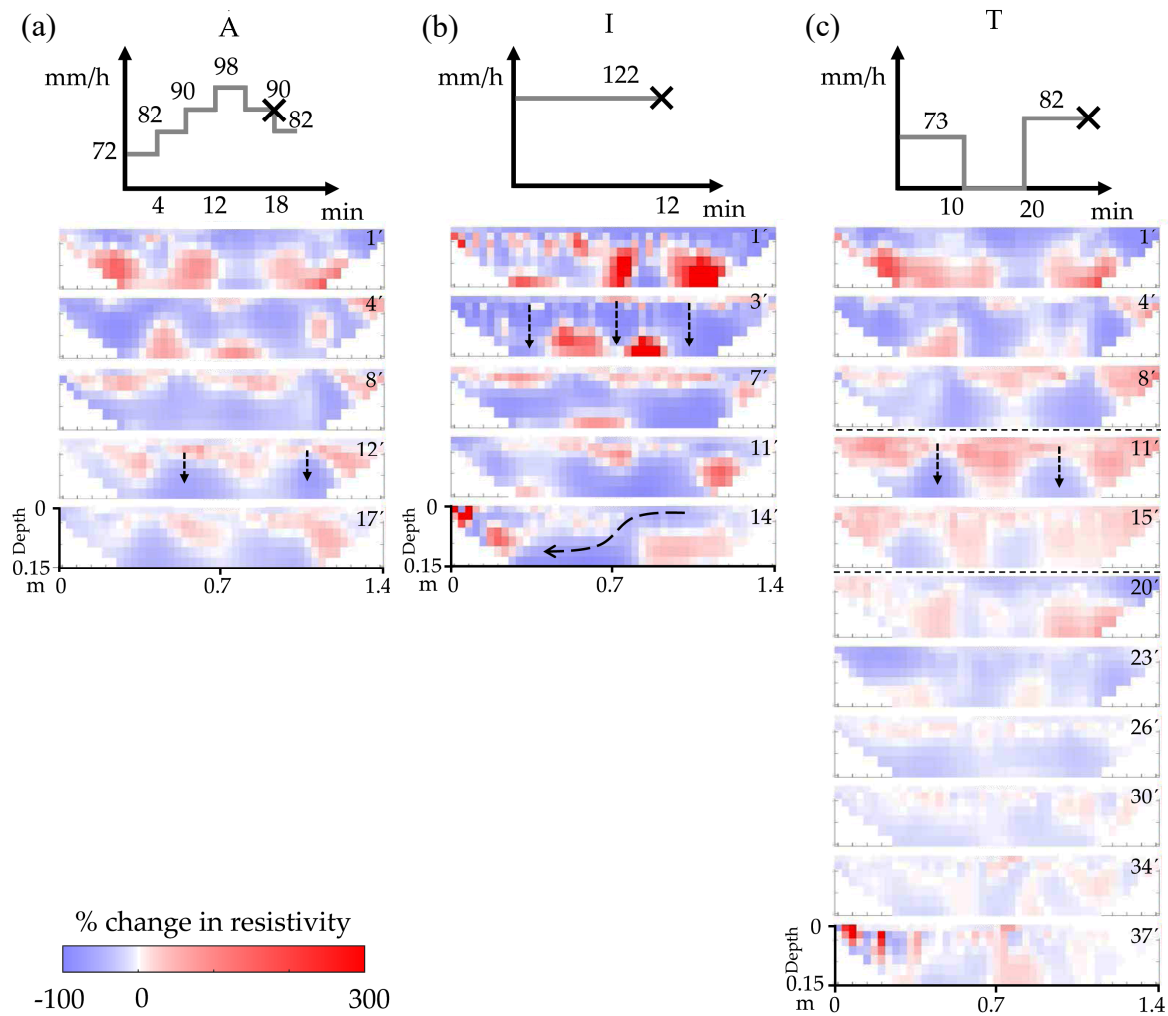 (a)
A
mm/h
72
82
90
98
90
82
4
12
18
min
1′
4′
8′
12′
17′
0
Depth
0.15
m
0
0.7
1.4
(b)
I
mm/h
122
12
min
1′
3′
7′
11′
14′
0
Depth
0.15
m
0
0.7
1.4
(c)
T
mm/h
73
82
10
20
min
1′
4′
8′
11′
15′
20′
23′
26′
30′
34′
37′
0
Depth
0.15
m
0
0.7
1.4
% change in resistivity
-100
0
300